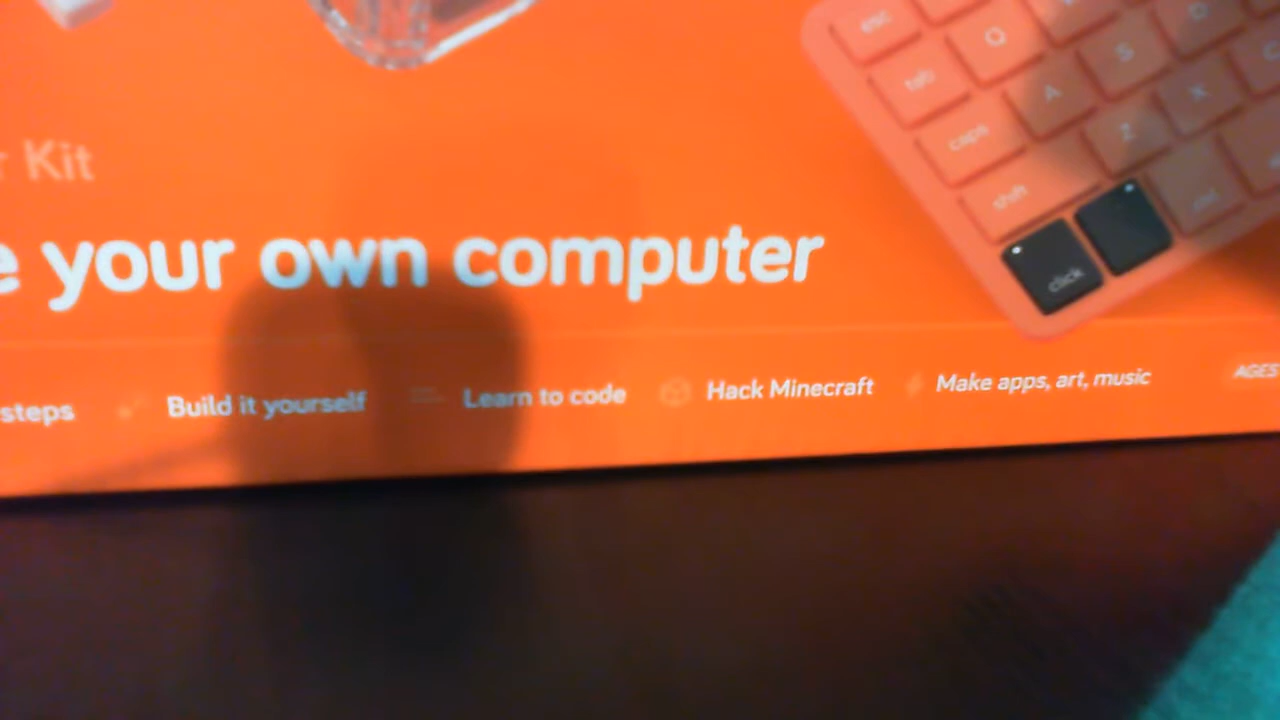 Kit
your own computer
steps Build it yourself Learn to code Hack Minecraft Make apps, art, music AGES
esc
tab Q
caps A S
shift Z X
click